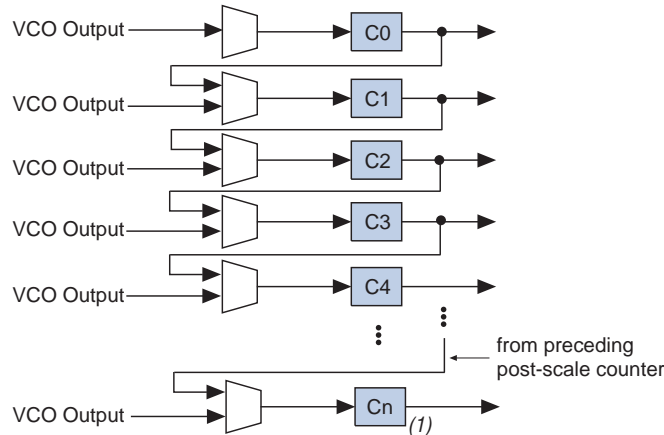 VCO Output
C0
VCO Output
C1
VCO Output
C2
VCO Output
C3
VCO Output
C4
from preceding
post-scale counter
VCO Output
Cn
(1)